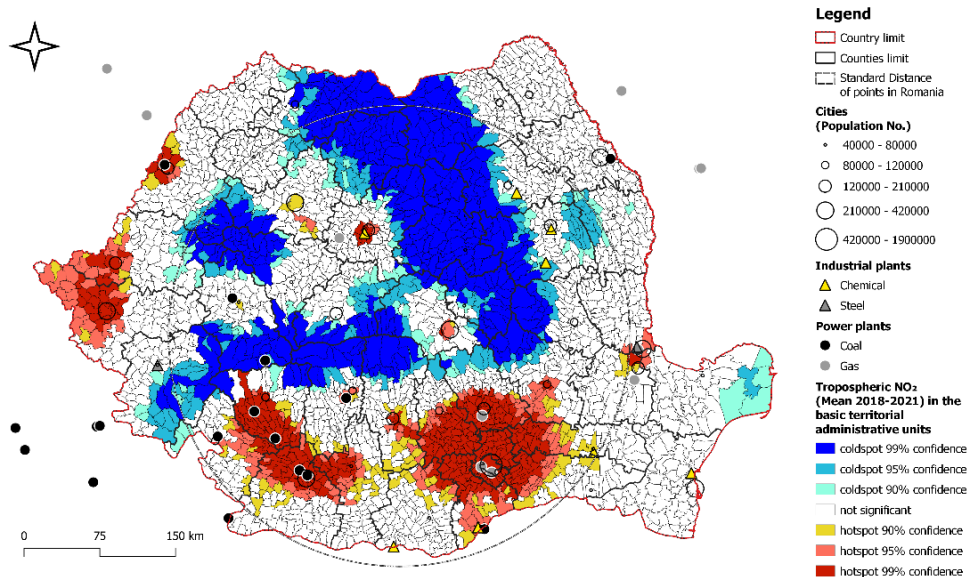 Legend
Country limit
Counties limit
Standard Distance
of points in Romania
Cities
(Population No.)
40000 - 80000
80000 - 120000
120000 - 210000
210000 - 420000
420000 - 1900000
Industrial plants
Chemical
Steel
Power plants
Coal
Gas
Tropospheric NO₂
(Mean 2018-2021) in the
basic territorial
administrative units
coldspot 99% confidence
coldspot 95% confidence
coldspot 90% confidence
not significant
hotspot 90% confidence
hotspot 95% confidence
hotspot 99% confidence
0 75 150 km